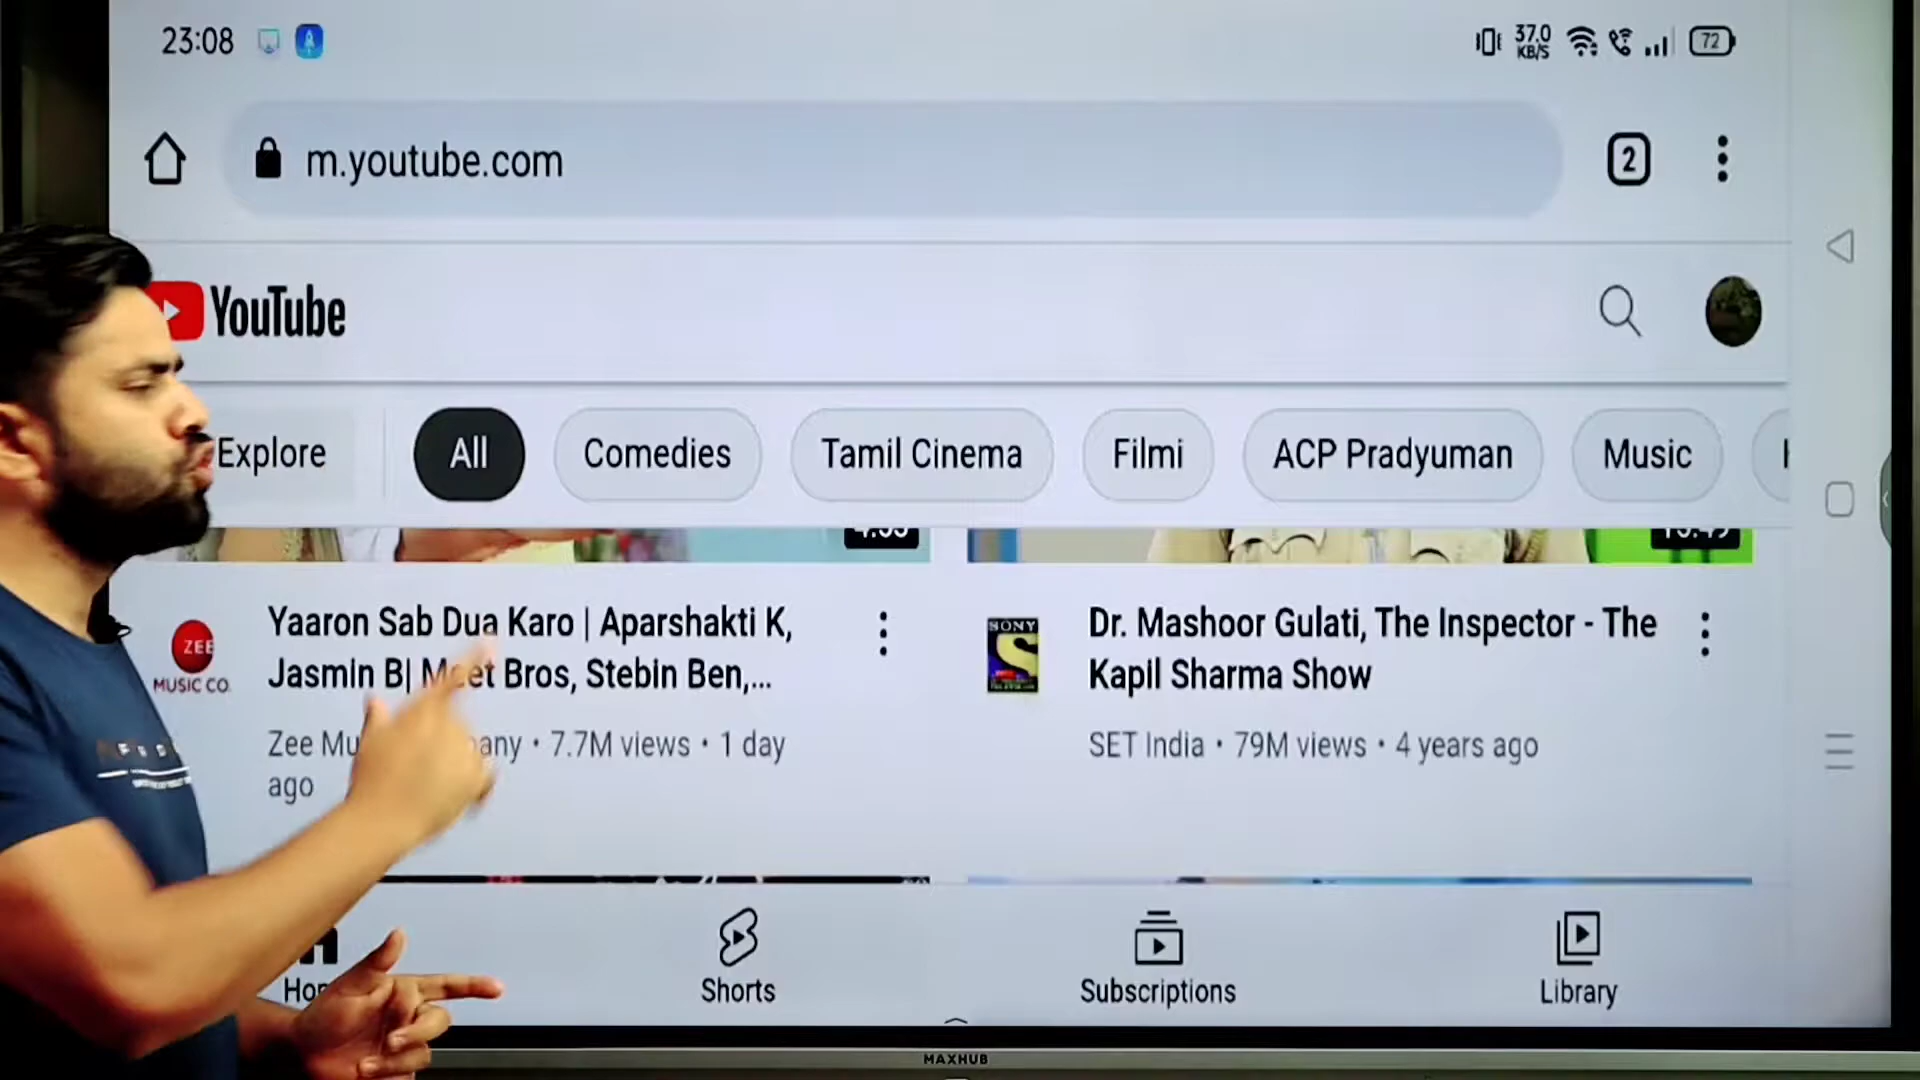 23:08
37.0
KB/S
72
m.youtube.com
2
YouTube
Explore
All
Comedies
Tamil Cinema
Filmi
ACP Pradyuman
Music
ZEE
MUSIC CO.
Yaaron Sab Dua Karo | Aparshakti K,
Jasmin B| Meet Bros, Stebin Ben,...
Zee • 7.7M views • 1 day
ago
SONY
S
Dr. Mashoor Gulati, The Inspector - The
Kapil Sharma Show
SET India • 79M views • 4 years ago
Shorts
Subscriptions
Library
MAXHUB